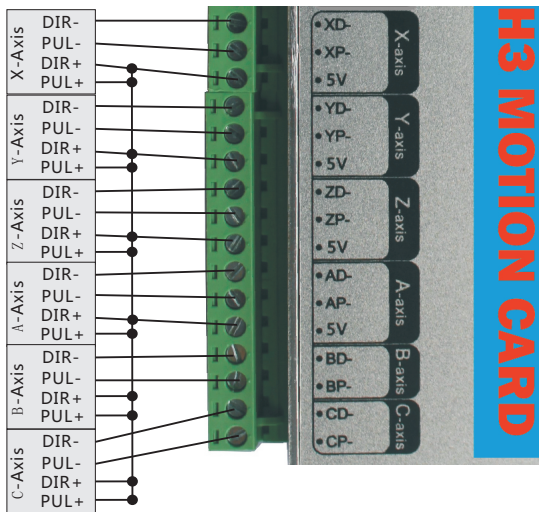 X-Axis
DIR-
PUL-
DIR+
PUL+
Y-Axis
DIR-
PUL-
DIR+
PUL+
Z-Axis
DIR-
PUL-
DIR+
PUL+
A-Axis
DIR-
PUL-
DIR+
PUL+
B-Axis
DIR-
PUL-
DIR+
PUL+
C-Axis
DIR-
PUL-
DIR+
PUL+
XD-
XP-
5V
X-axis
YD-
YP-
5V
Y-axis
ZD-
ZP-
5V
Z-axis
AD-
AP-
5V
A-axis
BD-
BP-
B-axis
CD-
CP-
C-axis
H3 MOTION CARD